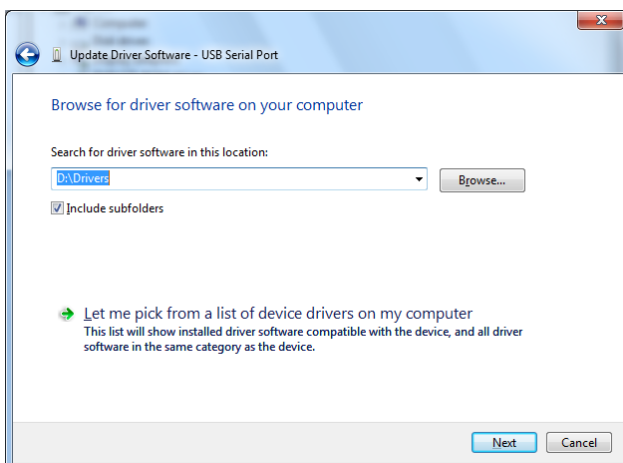 Computer
Update Driver Software - USB Serial Port
Browse for driver software on your computer
Search for driver software in this location:
D:\Drivers
Browse...
Include subfolders
Let me pick from a list of device drivers on my computer
This list will show installed driver software compatible with the device, and all driver
software in the same category as the device.
Next
Cancel